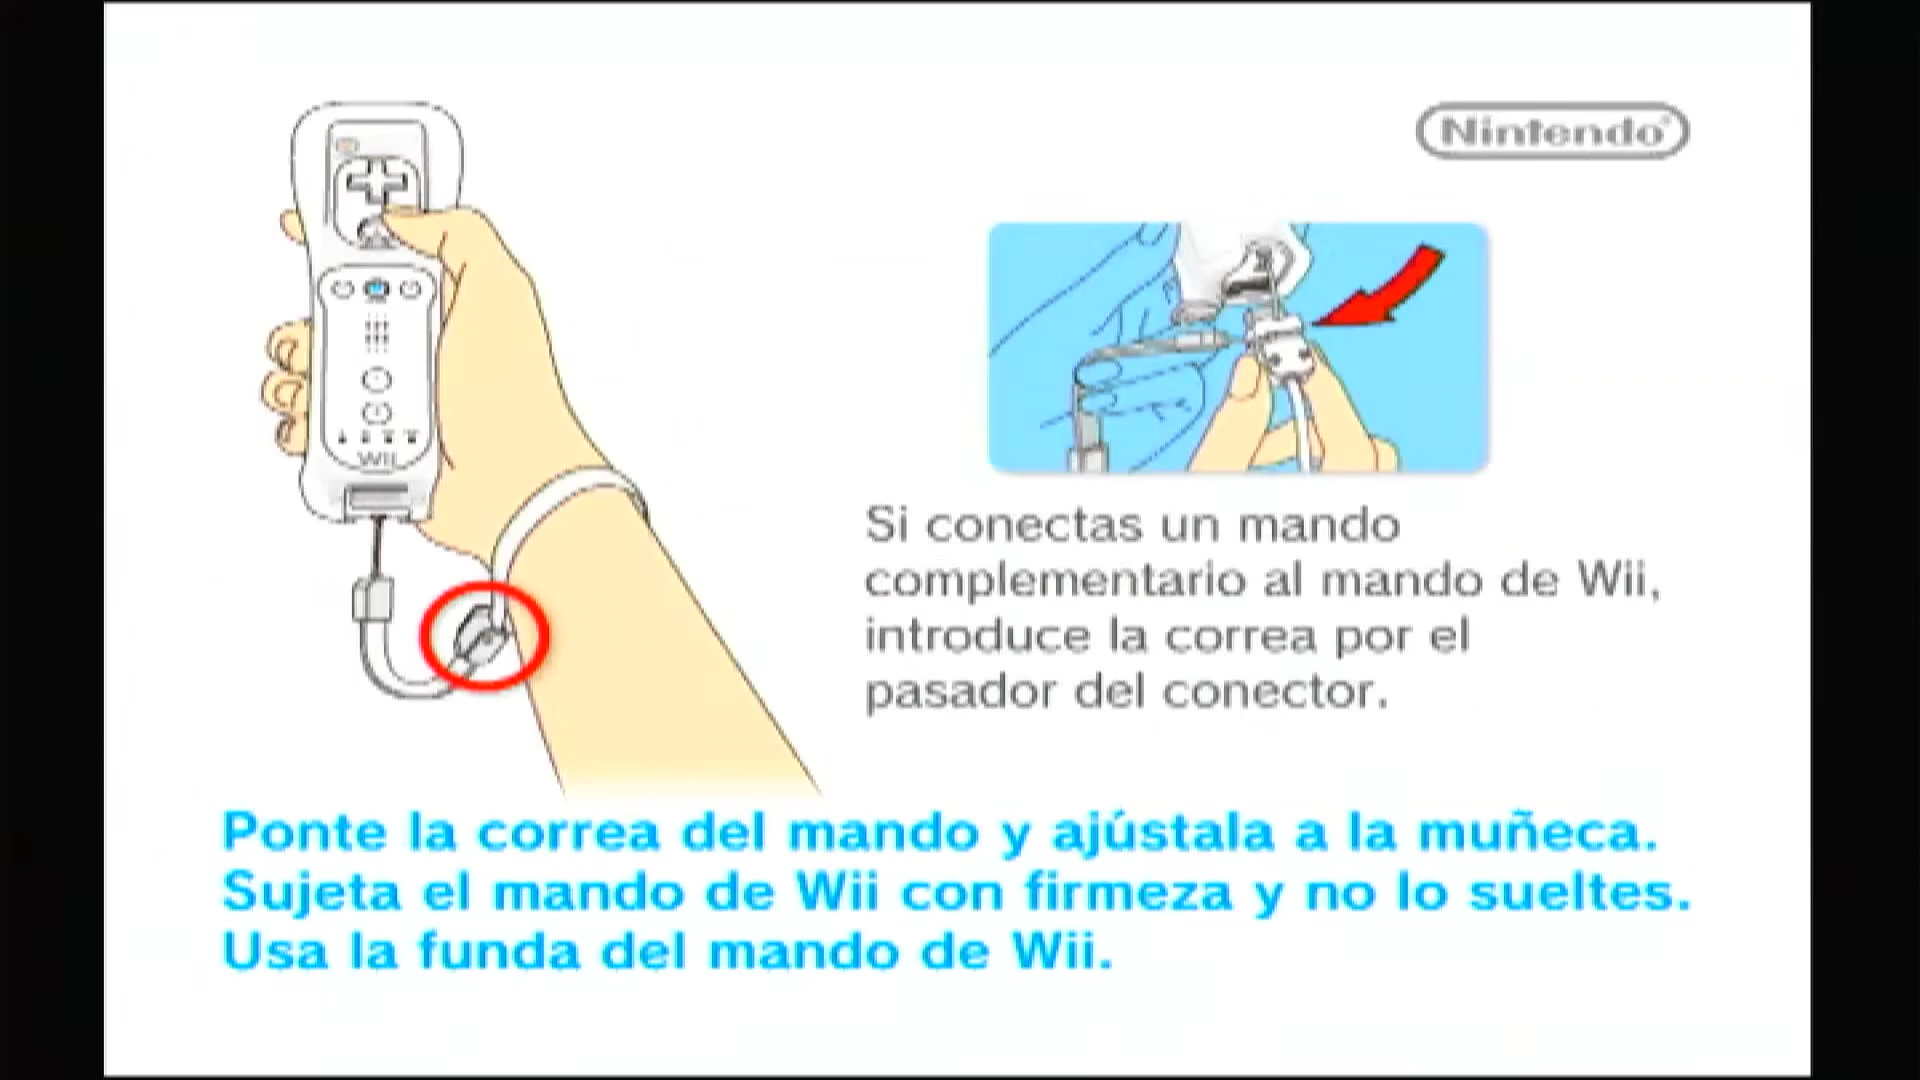 Nintendo®
Wii
Si conectas un mando
complementario al mando de Wii,
introduce la correa por el
pasador del conector.
Ponte la correa del mando y ajústala a la muñeca.
Sujeta el mando de Wii con firmeza y no lo sueltes.
Usa la funda del mando de Wii.